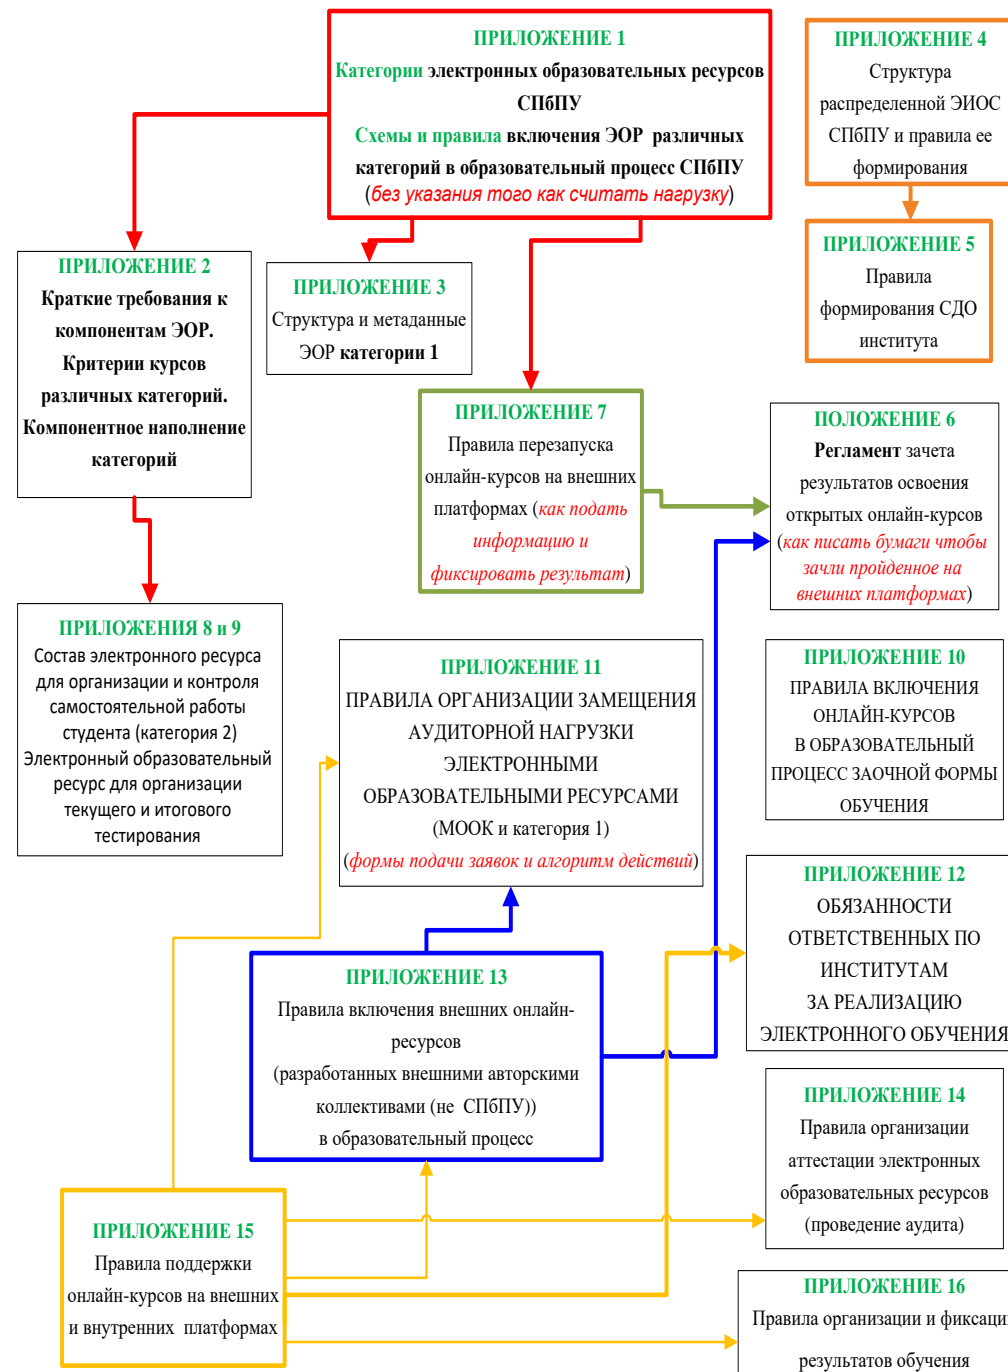 ПРИЛОЖЕНИЕ 1
Категории электронных образовательных ресурсов
СПбПУ
Схемы и правила включения ЭОР различных
категорий в образовательный процесс СПбПУ
(без указания того как считать нагрузку)
ПРИЛОЖЕНИЕ 4
Структура
распределенной ЭИОС
СПбПУ и правила ее
формирования
ПРИЛОЖЕНИЕ 2
Краткие требования к
компонентам ЭОР.
Критерии курсов
различных категорий.
Компонентное наполнение
категорий
ПРИЛОЖЕНИЕ 3
Структура и метаданные
ЭОР категории 1
ПРИЛОЖЕНИЕ 5
Правила
формирования СДО
института
ПРИЛОЖЕНИЕ 7
Правила перезапуска
онлайн-курсов на внешних
платформах (как подать
информацию и
фиксировать результат)
ПОЛОЖЕНИЕ 6
Регламент зачета
результатов освоения
открытых онлайн-курсов
(как писать бумаги чтобы
зачли пройденное на
внешних платформах)
ПРИЛОЖЕНИЯ 8 и 9
Состав электронного ресурса
для организации и контроля
самостоятельной работы
студента (категория 2)
Электронный образовательный
ресурс для организации
текущего и итогового
тестирования
ПРИЛОЖЕНИЕ 11
ПРАВИЛА ОРГАНИЗАЦИИ ЗАМЕЩЕНИЯ
АУДИТОРНОЙ НАГРУЗКИ
ЭЛЕКТРОННЫМИ
ОБРАЗОВАТЕЛЬНЫМИ РЕСУРСАМИ
(МООК и категория 1)
(формы подачи заявок и алгоритм действий)
ПРИЛОЖЕНИЕ 10
ПРАВИЛА ВКЛЮЧЕНИЯ
ОНЛАЙН-КУРСОВ
В ОБРАЗОВАТЕЛЬНЫЙ
ПРОЦЕСС ЗАОЧНОЙ ФОРМЫ
ОБУЧЕНИЯ
ПРИЛОЖЕНИЕ 12
ОБЯЗАННОСТИ
ОТВЕТСТВЕННЫХ ПО
ИНСТИТУТАМ
ЗА РЕАЛИЗАЦИЮ
ЭЛЕКТРОННОГО ОБУЧЕНИЯ
ПРИЛОЖЕНИЕ 13
Правила включения внешних онлайн-
ресурсов
(разработанных внешними авторскими
коллективами (не СПбПУ))
в образовательный процесс
ПРИЛОЖЕНИЕ 14
Правила организации
аттестации электронных
образовательных ресурсов
(проведение аудита)
ПРИЛОЖЕНИЕ 15
Правила поддержки
онлайн-курсов на внешних
и внутренних платформах
ПРИЛОЖЕНИЕ 16
Правила организации и фиксаци
результатов обучения